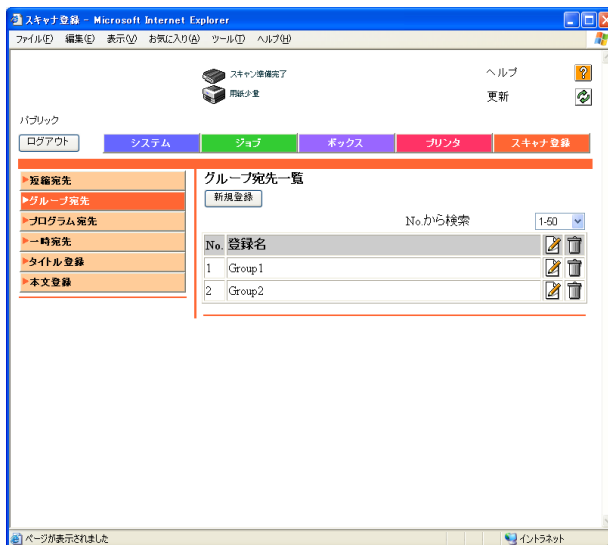 スキャナ登録 - Microsoft Internet Explorer
ファイル(F) 編集(E) 表示(V) お気に入り(A) ツール(T) ヘルプ(H)
スキャン準備完了
ヘルプ
用紙少量
更新
パブリック
ログアウト
システム ジョブ ボックス プリンタ スキャナ登録
短縮宛先
グループ宛先
プログラム宛先
一時宛先
タイトル登録
本文登録
グループ宛先一覧
新規登録
No.から検索 1-50
No. 登録名
1 Group1
2 Group2
ページが表示されました
イントラネット